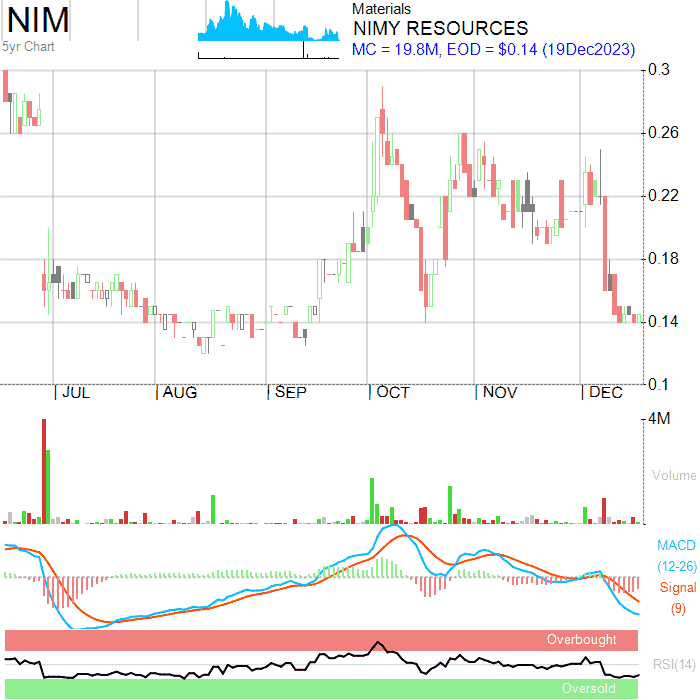 NIM
5yr Chart
Materials
NIMY RESOURCES
MC = 19.8M, EOD = $0.14 (19Dec2023)
0.3
0.26
0.22
0.18
0.14
0.1
JUL AUG SEP OCT NOV DEC
4M
Volume
MACD
(12-26)
Signal
(9)
Overbought
RSI(14)
Oversold